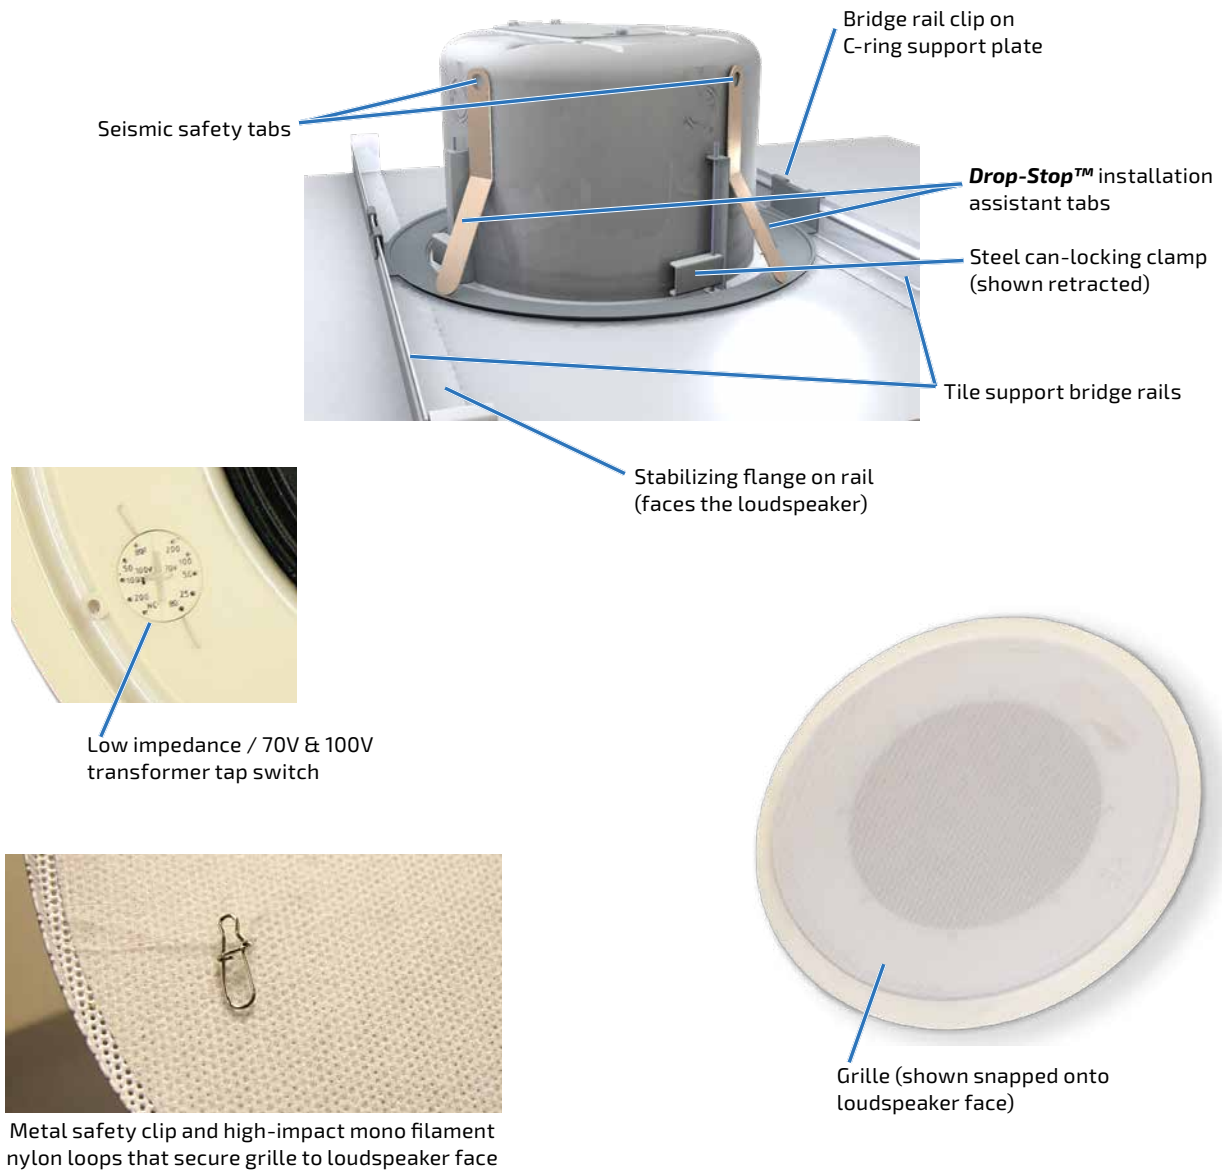 Bridge rail clip on
C-ring support plate
Seismic safety tabs
Drop-Stop™ installation
assistant tabs
Steel can-locking clamp
(shown retracted)
Tile support bridge rails
Stabilizing flange on rail
(faces the loudspeaker)
200
50 100V 70V 100
100 50
200 25
NC 80
Low impedance / 70V & 100V
transformer tap switch
Grille (shown snapped onto
loudspeaker face)
Metal safety clip and high-impact mono filament
nylon loops that secure grille to loudspeaker face